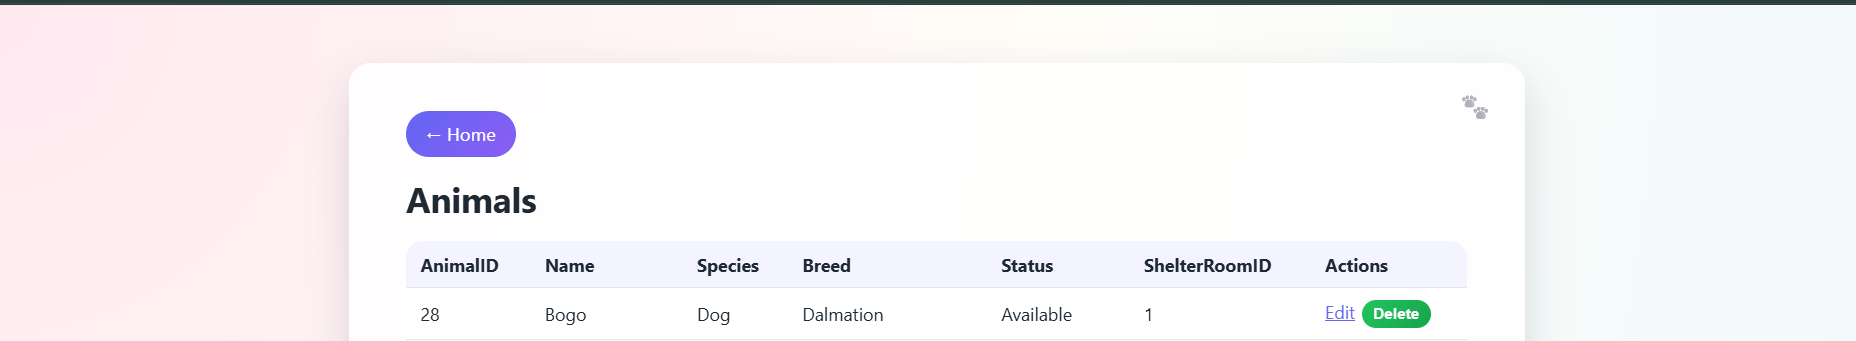 ← Home
Animals
AnimalID Name Species Breed Status ShelterRoomID Actions
28 Bogo Dog Dalmation Available 1 Edit Delete